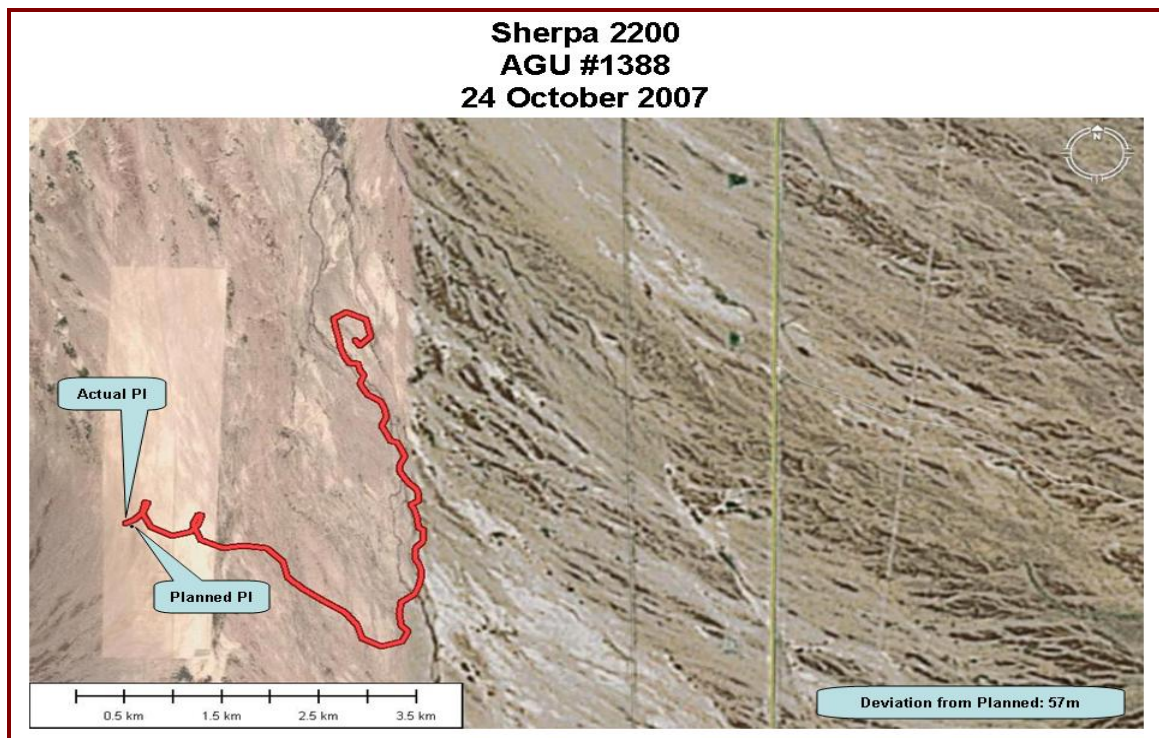 Sherpa 2200
AGU #1388
24 October 2007
N
Actual PI
Planned PI
0.5 km 1.5 km 2.5 km 3.5 km
Deviation from Planned: 57m